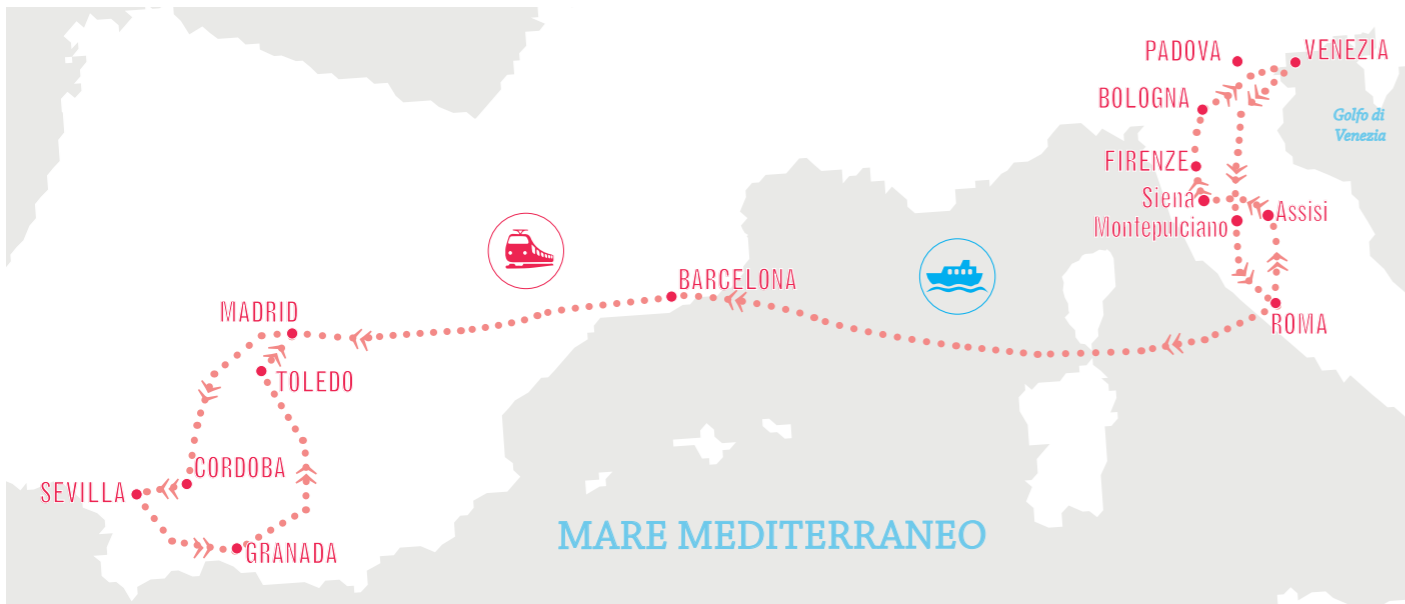 PADOVA
VENEZIA
BOLOGNA
Golfo di
Venezia
FIRENZE
Siena
Assisi
Montepulciano
BARCELONA
MADRID
ROMA
TOLEDO
CORDOBA
SEVILLA
MARE MEDITERRANEO
GRANADA